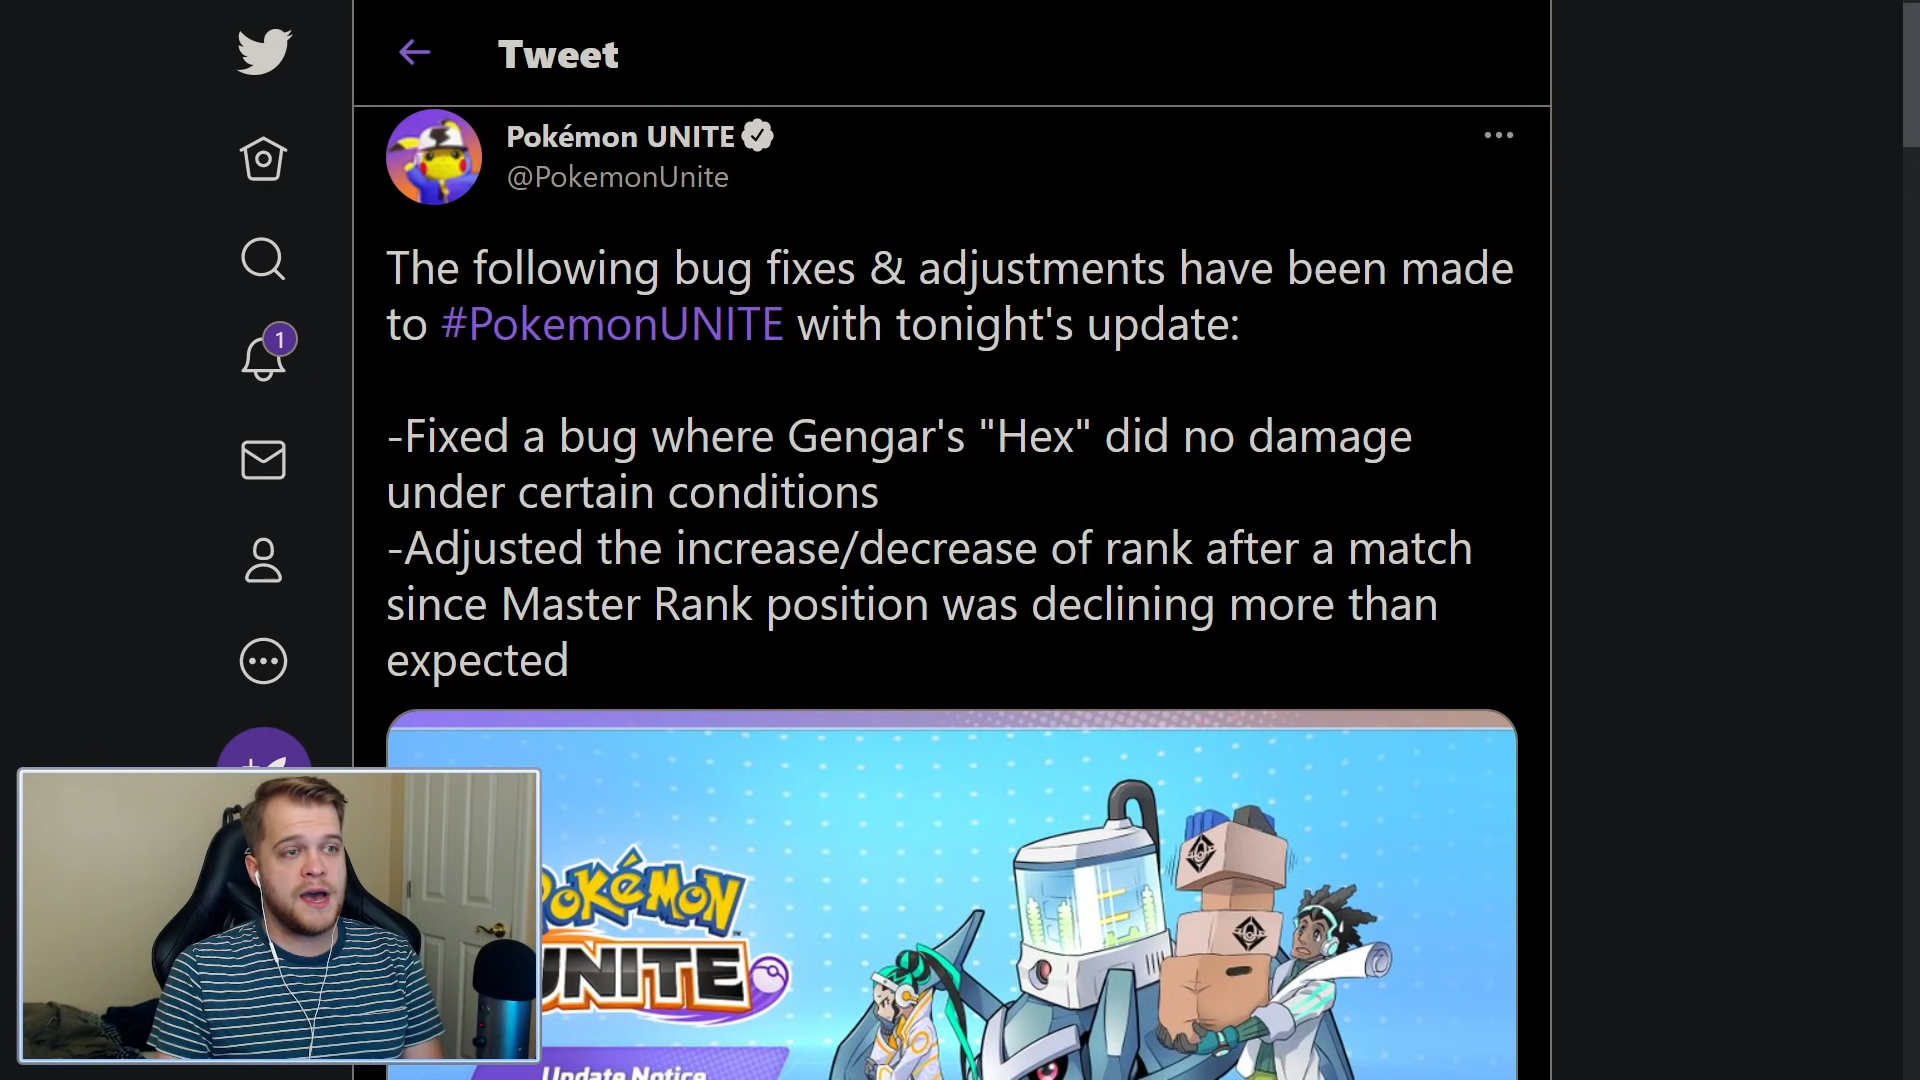 Tweet
Pokémon UNITE
@PokemonUnite
The following bug fixes & adjustments have been made
to #PokemonUNITE with tonight's update:
1
-Fixed a bug where Gengar's "Hex" did no damage
under certain conditions
-Adjusted the increase/decrease of rank after a match
since Master Rank position was declining more than
expected
POKéMON
UNITE
Update Notice